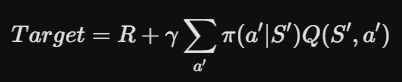 Target = R + γ ∑ π(a′|S′)Q(S′, a′)
a′